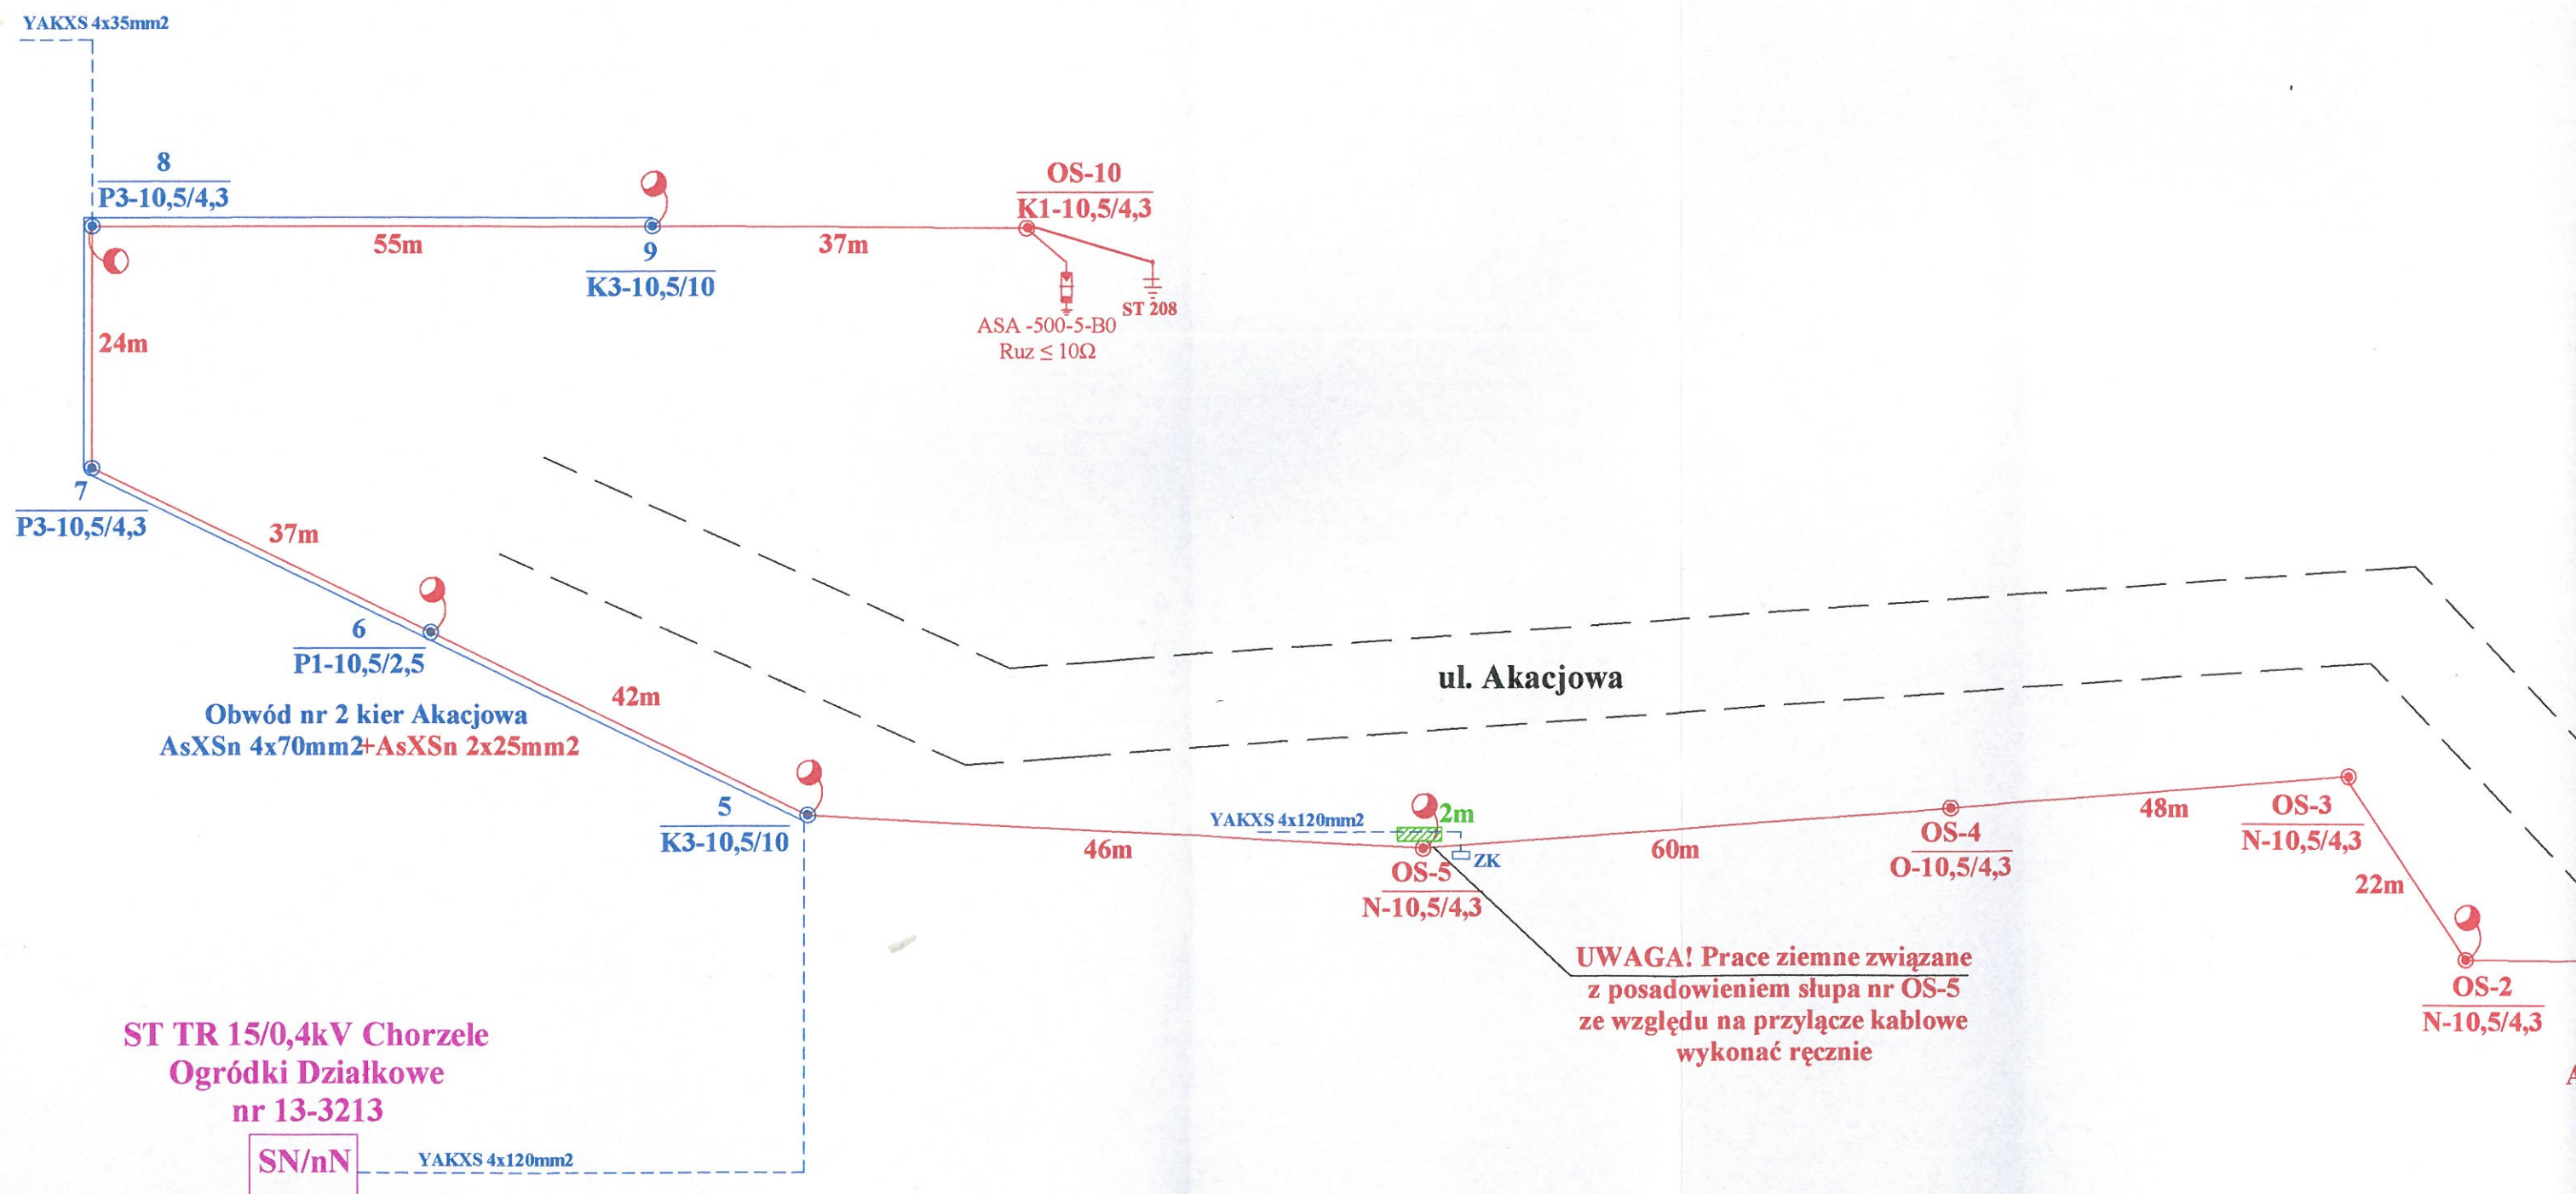 YAKXS 4x35mm2
8
P3-10,5/4,3
55m
9
K3-10,5/10
37m
OS-10
K1-10,5/4,3
ST 208
ASA -500-5-B0
Ruz ≤ 10Ω
24m
7
P3-10,5/4,3
37m
6
P1-10,5/2,5
42m
Obwód nr 2 kier Akacjowa
AsXSn 4x70mm2+AsXSn 2x25mm2
5
K3-10,5/10
ul. Akacjowa
46m
YAKXS 4x120mm2
2m
ZK
OS-5
N-10,5/4,3
60m
OS-4
O-10,5/4,3
48m
OS-3
N-10,5/4,3
22m
OS-2
N-10,5/4,3
UWAGA! Prace ziemne związane
z posadowieniem słupa nr OS-5
ze względu na przyłącze kablowe
wykonać ręcznie
ST TR 15/0,4kV Chorzele
Ogródki Działkowe
nr 13-3213
SN/nN
YAKXS 4x120mm2